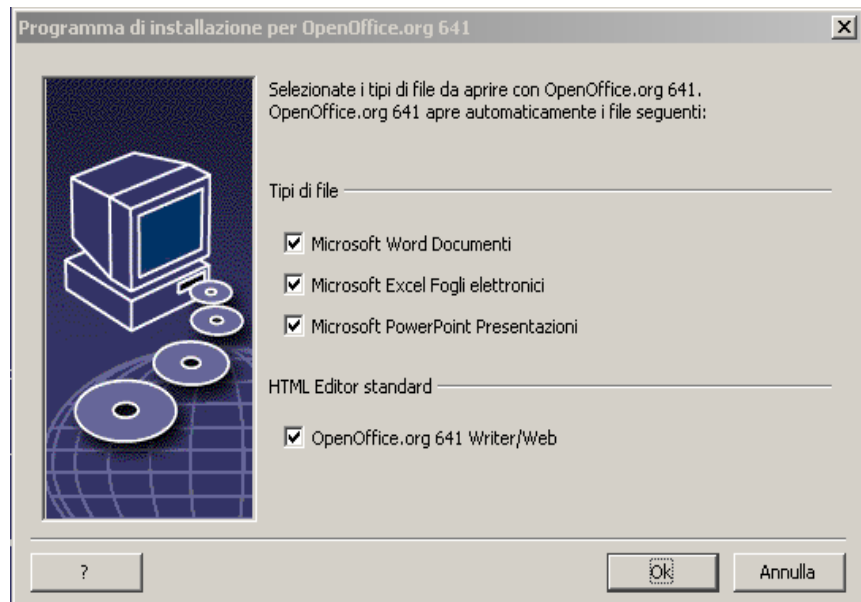 Programma di installazione per OpenOffice.org 641
Selezionate i tipi di file da aprire con OpenOffice.org 641.
OpenOffice.org 641 apre automaticamente i file seguenti:
Tipi di file
Microsoft Word Documenti
Microsoft Excel Fogli elettronici
Microsoft PowerPoint Presentazioni
HTML Editor standard
OpenOffice.org 641 Writer/Web
? Ok Annulla